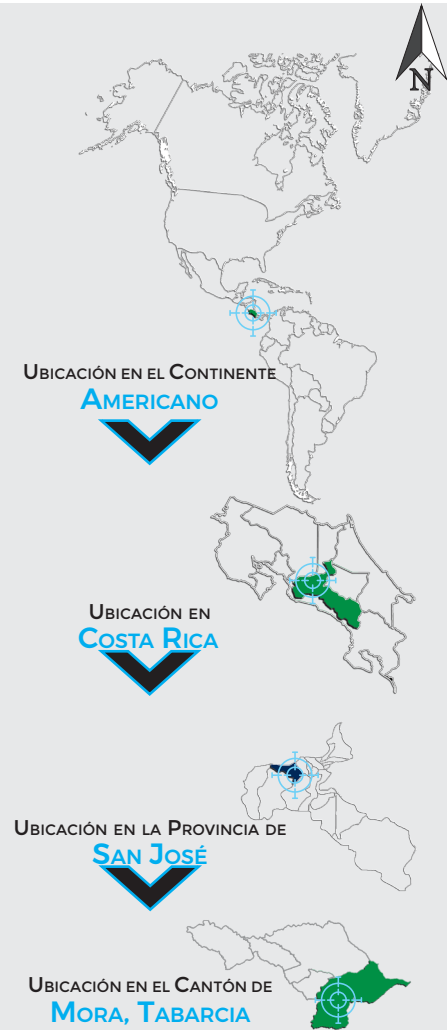 N
Ubicación en el Continente
Americano
Ubicación en
Costa Rica
Ubicación en la Provincia de
San José
Ubicación en el Cantón de
Mora, Tabarcia